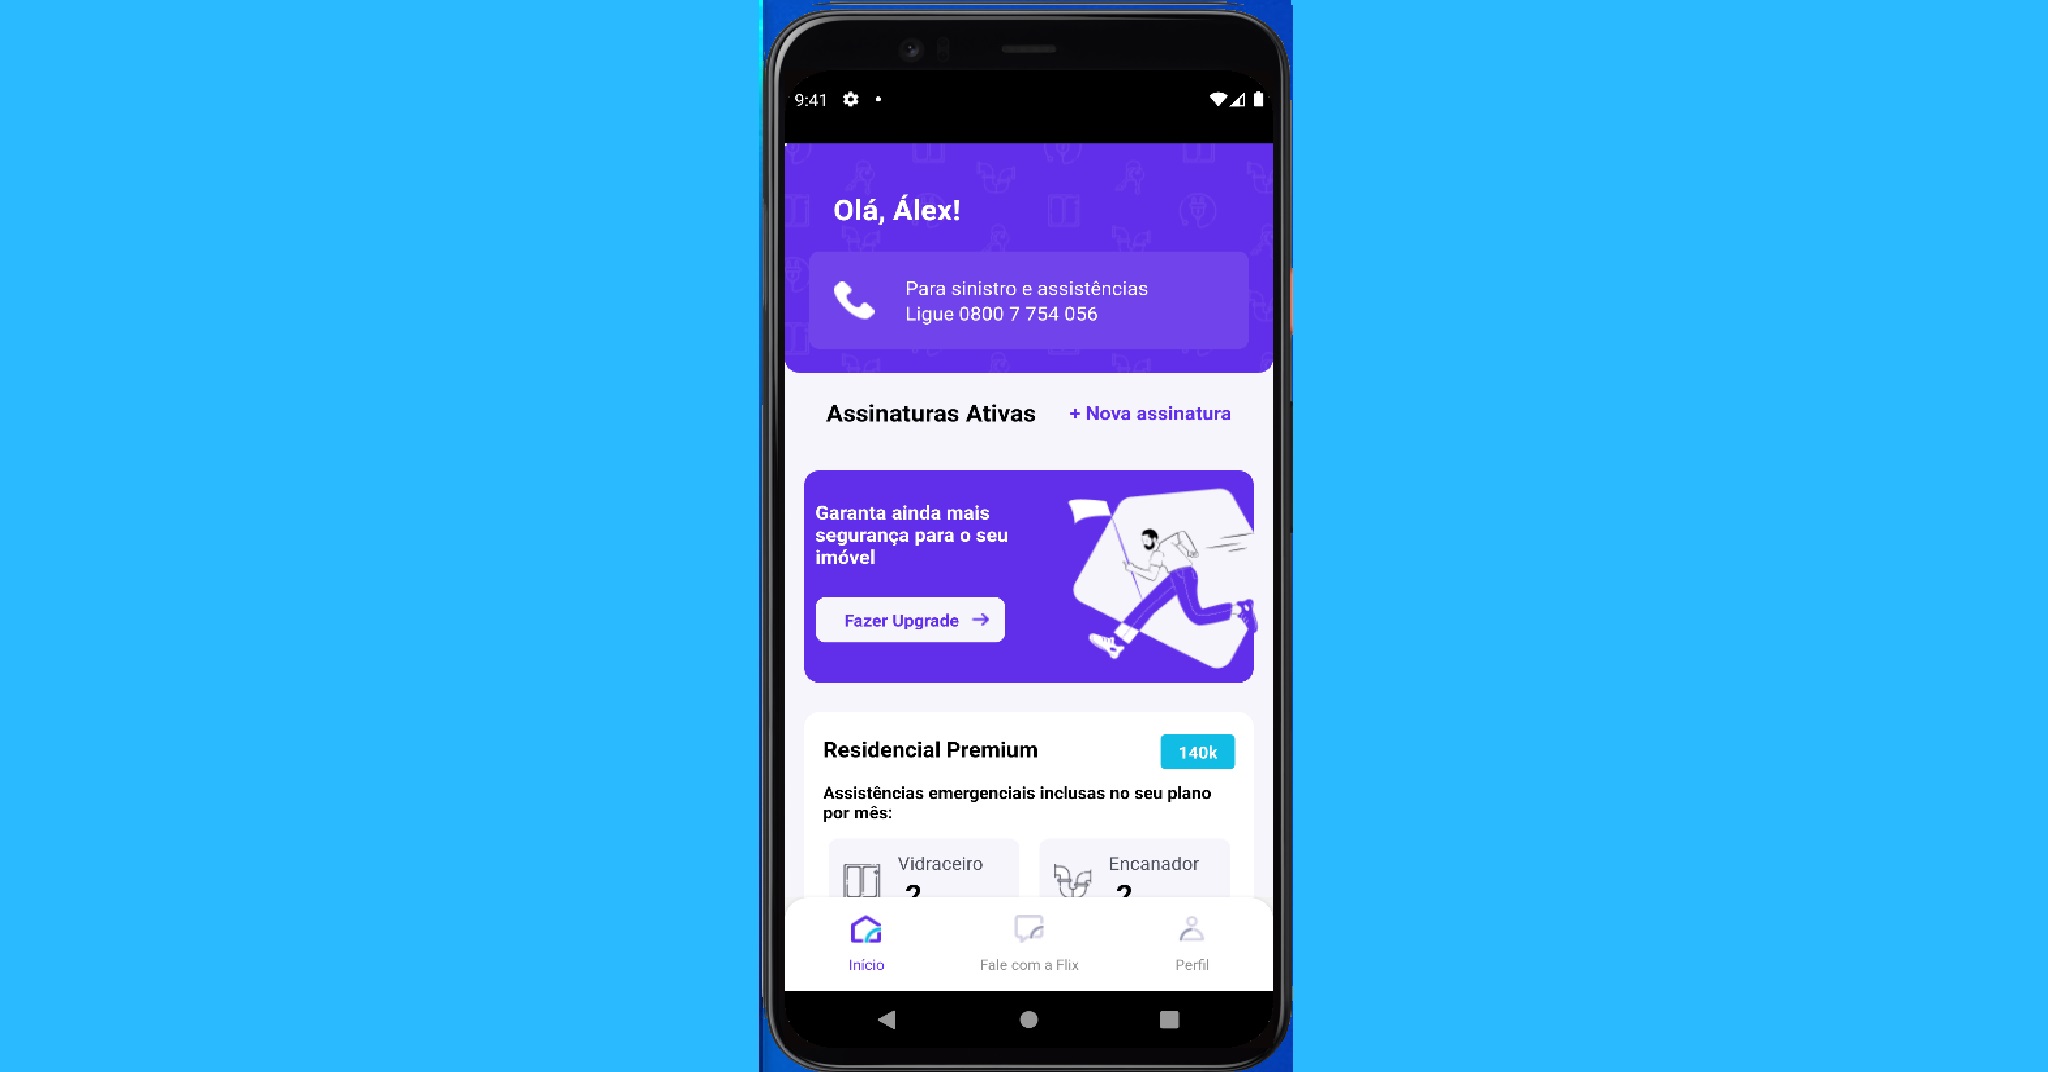 9:41
Olá, Álex!
Para sinistro e assistências
Ligue 0800 7 754 056
Assinaturas Ativas
+ Nova assinatura
Garanta ainda mais
segurança para o seu
imóvel
Fazer Upgrade
Residencial Premium
140k
Assistências emergenciais inclusas no seu plano
por mês:
Vidraceiro
2
Encanador
2
Início
Fale com a Flix
Perfil